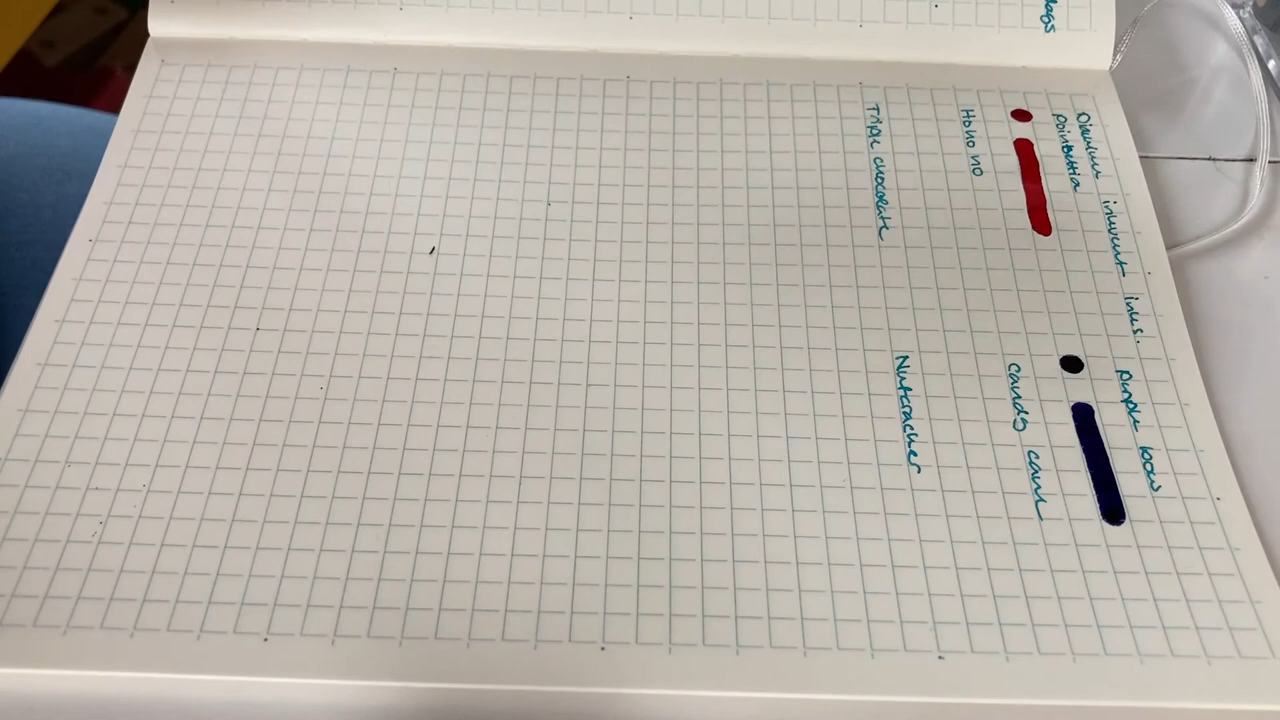 Diamine inkvent inks.
Poinsettia
purple bow
Ho ho ho
Candy cane
Triple chocolate
Nutcracker